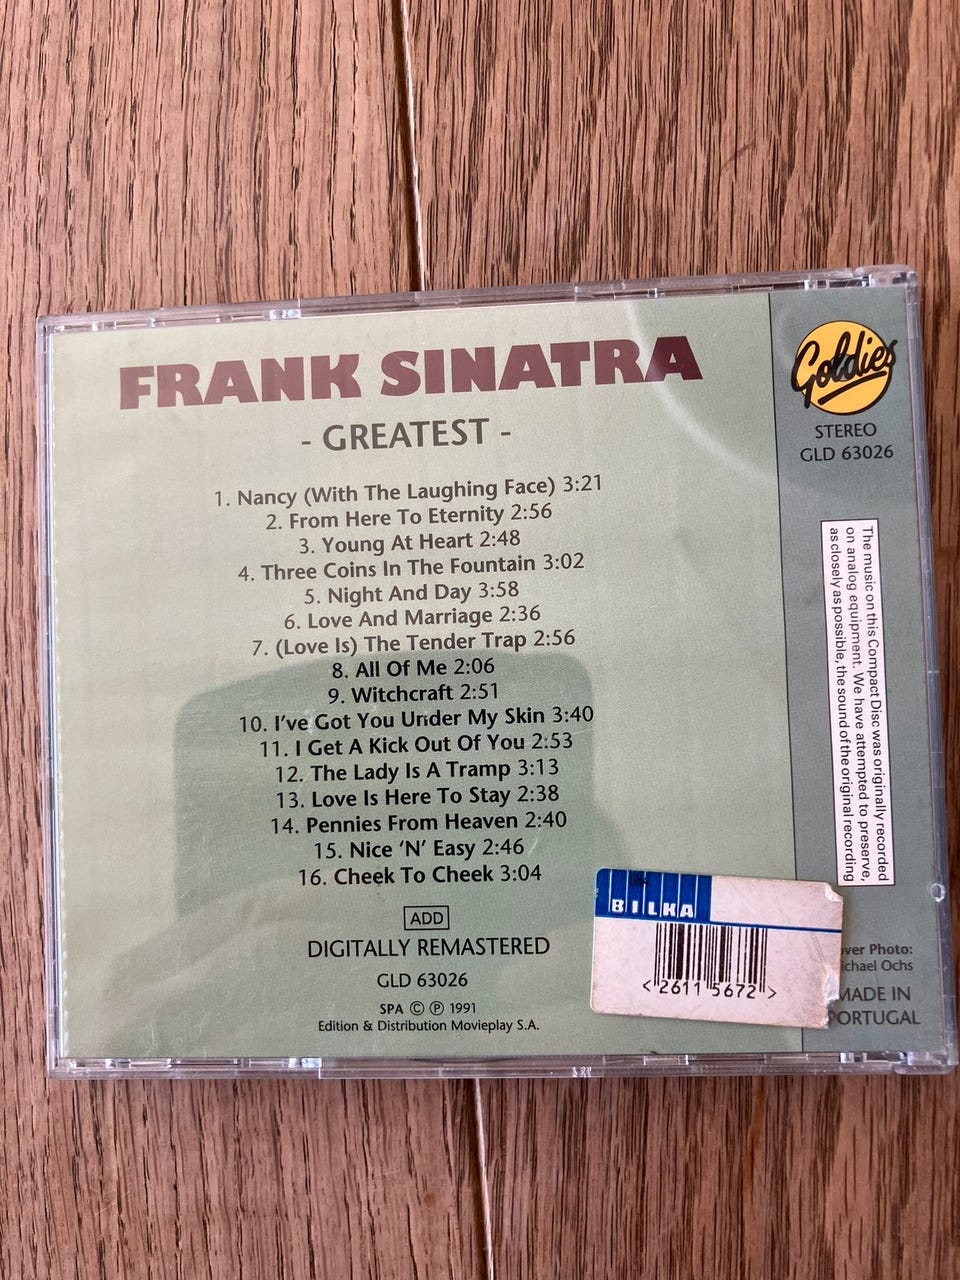 FRANK SINATRA
- GREATEST -
1. Nancy (With The Laughing Face) 3:21
2. From Here To Eternity 2:56
3. Young At Heart 2:48
4. Three Coins In The Fountain 3:02
5. Night And Day 3:58
6. Love And Marriage 2:36
7. (Love Is) The Tender Trap 2:56
8. All Of Me 2:06
9. Witchcraft 2:51
10. I've Got You Under My Skin 3:40
11. I Get A Kick Out Of You 2:53
12. The Lady Is A Tramp 3:13
13. Love Is Here To Stay 2:38
14. Pennies From Heaven 2:40
15. Nice 'N' Easy 2:46
16. Cheek To Cheek 3:04
ADD
DIGITALLY REMASTERED
GLD 63026
SPA © ℗ 1991
Edition & Distribution Movieplay S.A.
Goldies
STEREO
GLD 63026
The music on this Compact Disc was originally recorded
on analog equipment. We have attempted to preserve,
as closely as possible, the sound of the original recording
BILKA
<2611 5672>
over Photo:
ichael Ochs
MADE IN
PORTUGAL